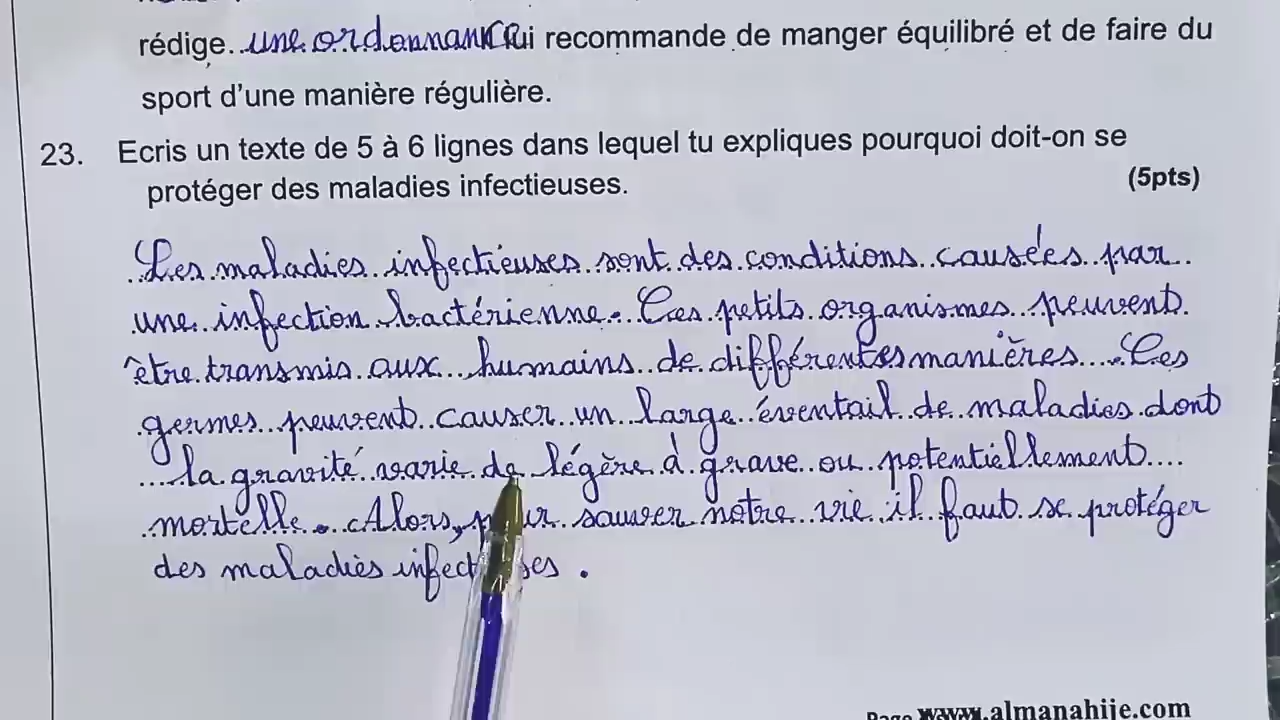 rédige. une ordonnance qui recommande de manger équilibré et de faire du
sport d'une manière régulière.
23. Ecris un texte de 5 à 6 lignes dans lequel tu expliques pourquoi doit-on se
protéger des maladies infectieuses. (5pts)
Les maladies infectieuses sont des conditions causées par
une infection bactérienne. Ces petits organismes peuvent
être transmis aux humains de différentes manières. Ces
germes peuvent causer un large éventail de maladies dont
la gravité varie de légère à grave ou potentiellement
mortelle. Alors, pour sauver notre vie il faut se protéger
des maladies infectieuses.
www.almanahije.com